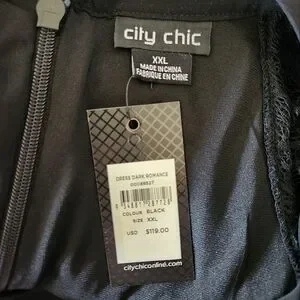 city chic
XXL
MADE IN CHINA
FABRIQUE EN CHINE
DRESS DARK ROMANCE
COLOUR BLACK
SIZE XXL
USD $119.00
citychiconline.com